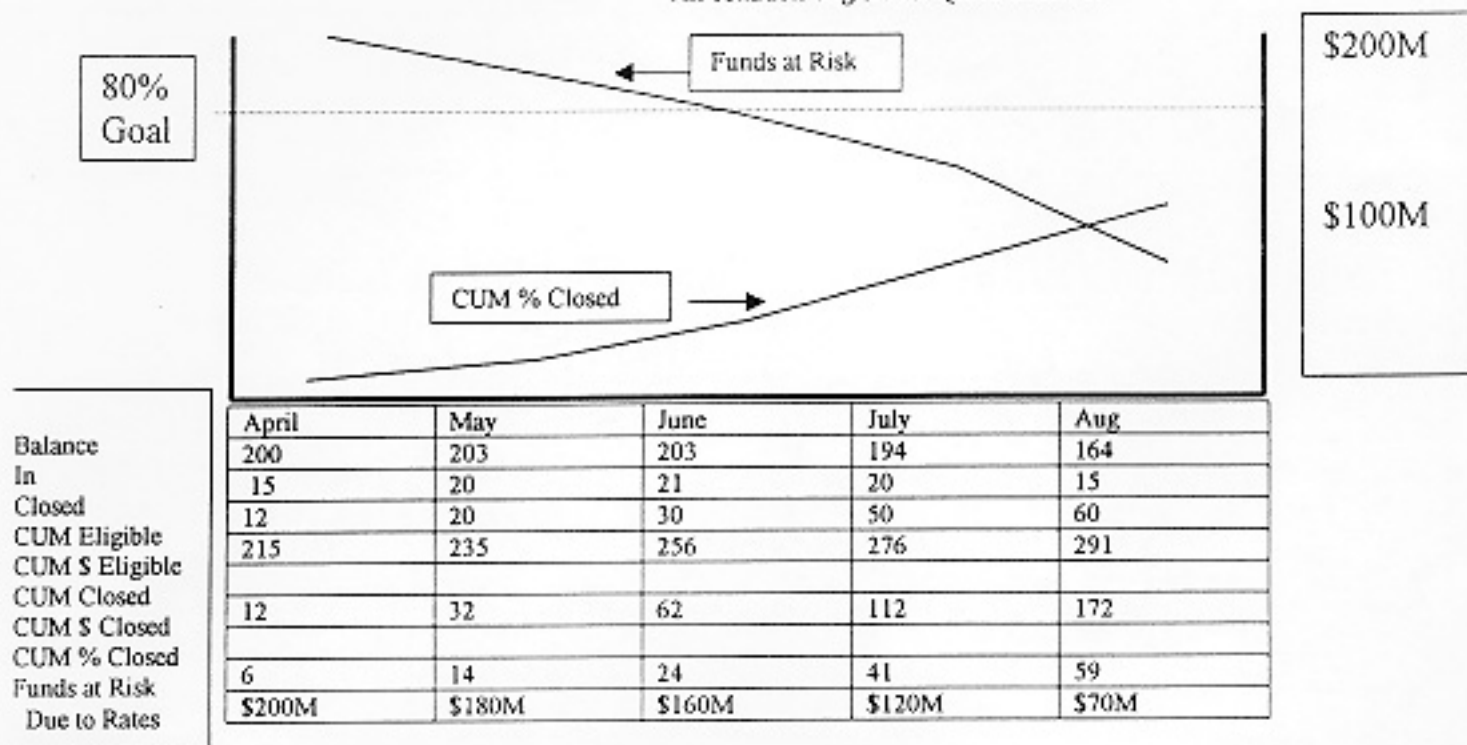 Funds at Risk
$200M
80%
Goal
$100M
CUM % Closed
April May June July Aug
Balance 200 203 203 194 164
In 15 20 21 20 15
Closed 12 20 30 50 60
CUM Eligible 215 235 256 276 291
CUM $ Eligible
CUM Closed 12 32 62 112 172
CUM $ Closed
CUM % Closed 6 14 24 41 59
Funds at Risk $200M $180M $160M $120M $70M
Due to Rates